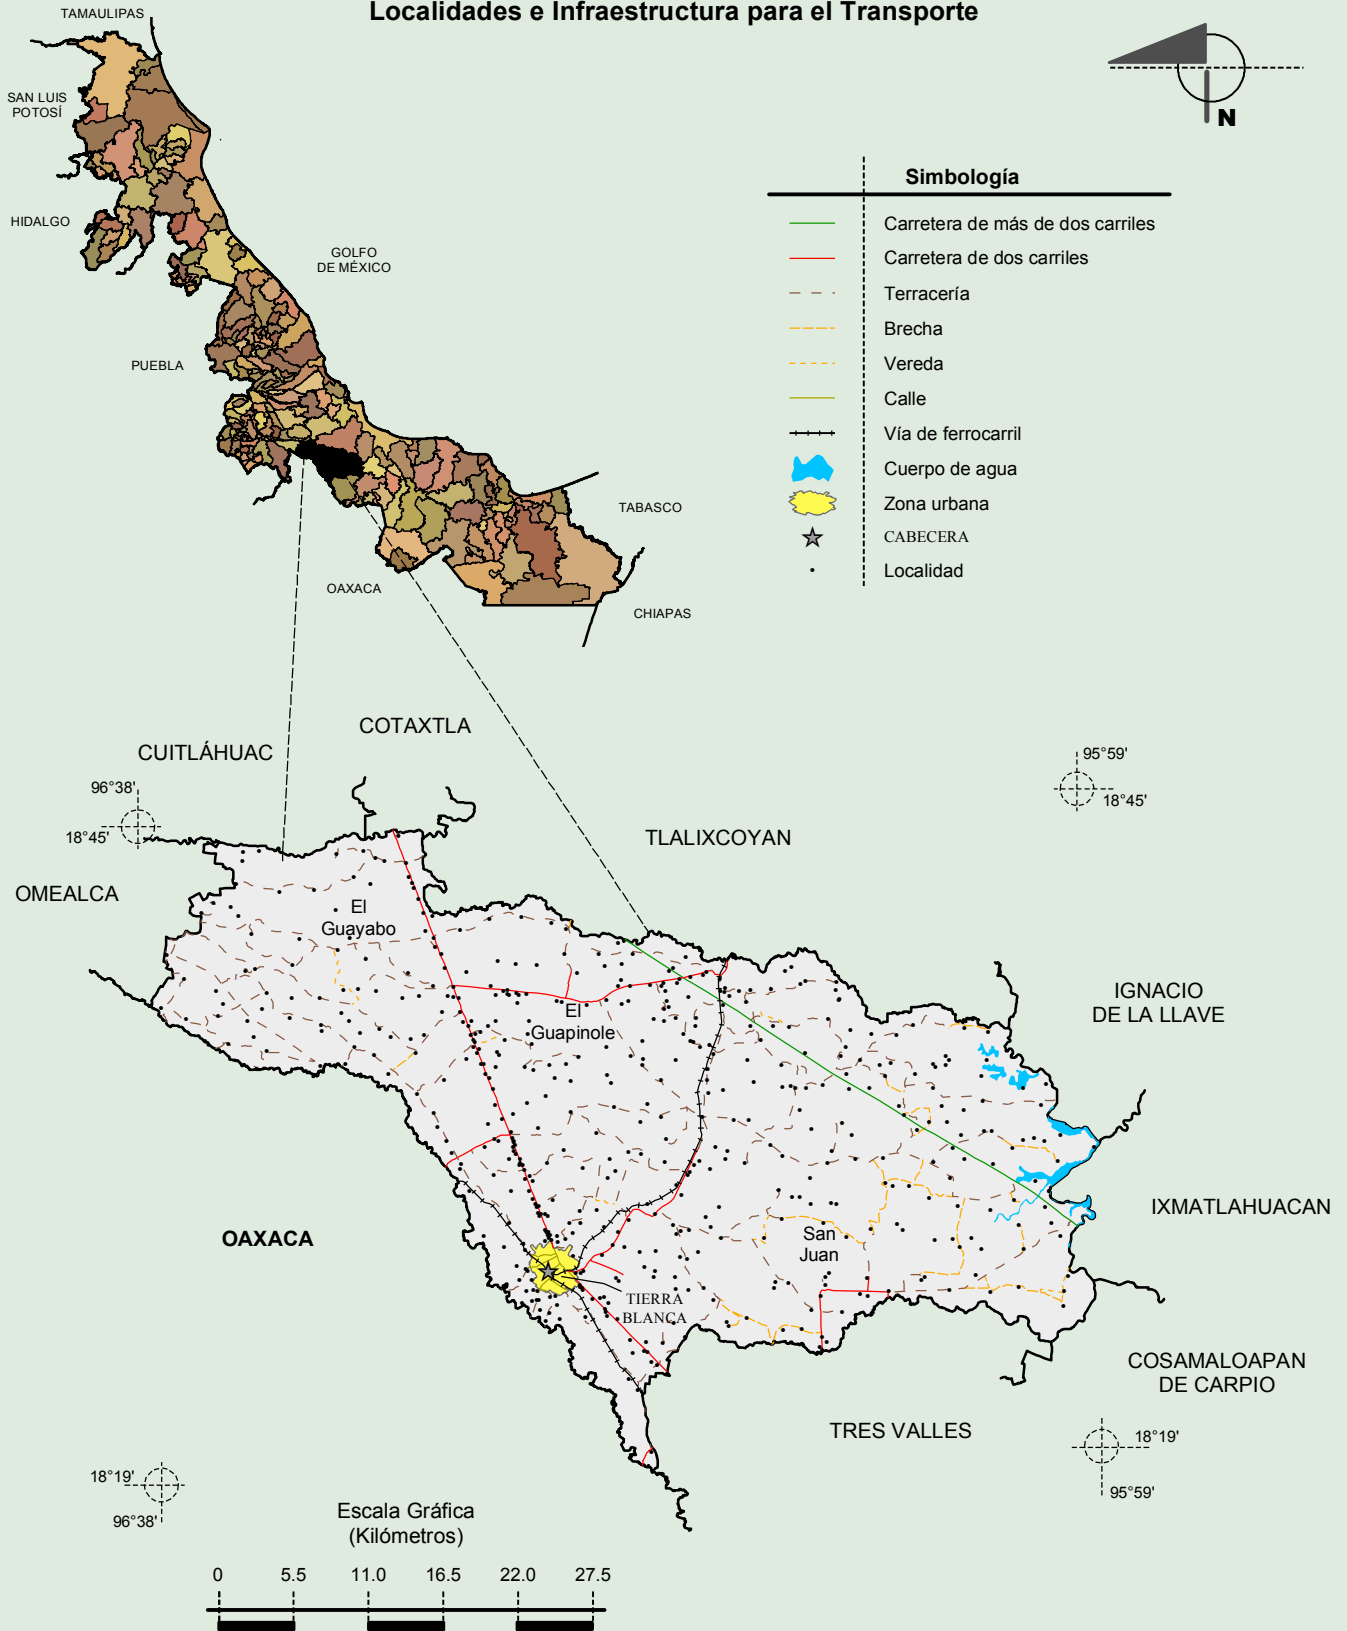 Localidades e Infraestructura para el Transporte
TAMAULIPAS
SAN LUIS
POTOSÍ
HIDALGO
GOLFO
DE MÉXICO
PUEBLA
TABASCO
OAXACA
CHIAPAS
N
Simbología
Carretera de más de dos carriles
Carretera de dos carriles
Terracería
Brecha
Vereda
Calle
Vía de ferrocarril
Cuerpo de agua
Zona urbana
CABECERA
Localidad
COTAXTLA
CUITLÁHUAC
96°38'
18°45'
95°59'
18°45'
TLALIXCOYAN
OMEALCA
El
Guayabo
IGNACIO
DE LA LLAVE
El
Guapinole
IXMATLAHUACAN
OAXACA
San
Juan
TIERRA
BLANCA
COSAMALOAPAN
DE CARPIO
TRES VALLES
18°19'
95°59'
18°19'
96°38'
Escala Gráfica
(Kilómetros)
0 5.5 11.0 16.5 22.0 27.5